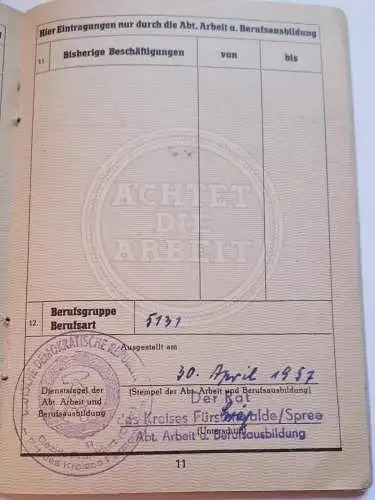 Hier Eintragungen nur durch die Abt. Arbeit u. Berufsausbildung
11. Bisherige Beschäftigungen von bis
ACHTET
DIE
ARBEIT
12. Berufsgruppe
Berufsart
5131
Ausgestellt am
30. April 1957
Dienstsiegel der
Abt. Arbeit und
Berufsausbildung
(Stempel der Abt. Arbeit und Berufsausbildung)
Der Rat
des Kreises Fürstenwalde/Spree
Abt. Arbeit u. Berufsausbildung
(Unterschrift)
DEMOKRATISCHE
11